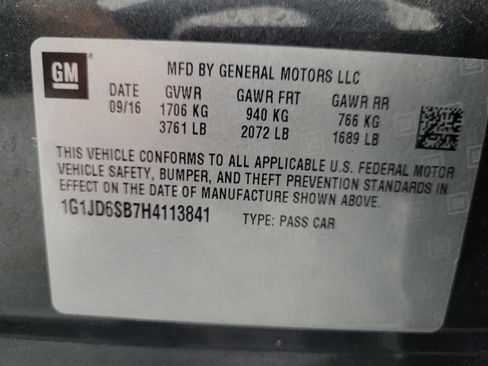 GM
MFD BY GENERAL MOTORS LLC
DATE GVWR GAWR FRT GAWR RR
09/16 1706 KG 940 KG 766 KG
3761 LB 2072 LB 1689 LB
THIS VEHICLE CONFORMS TO ALL APPLICABLE U.S. FEDERAL MOTOR
VEHICLE SAFETY, BUMPER, AND THEFT PREVENTION STANDARDS IN
EFFECT ON THE DATE OF MANUFACTURE SHOWN ABOVE.
1G1JD6SB7H4113841 TYPE: PASS CAR